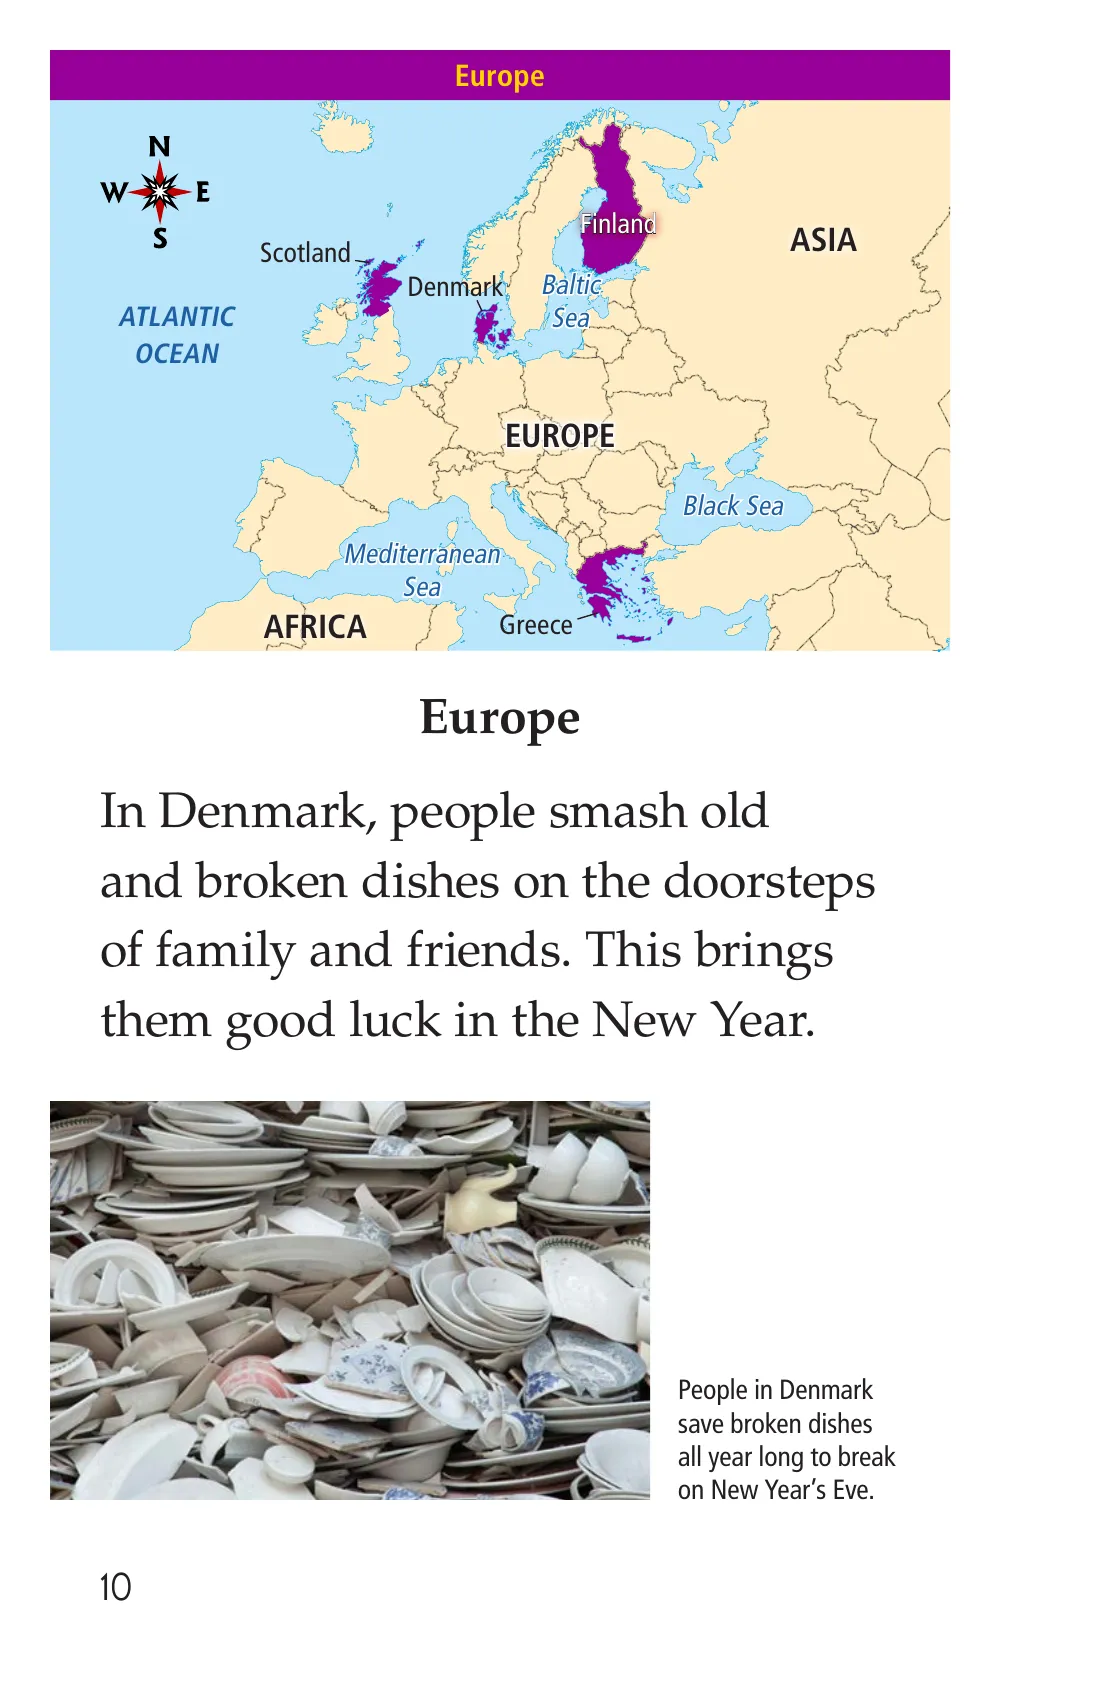 Europe
N
W E
S
Finland
ASIA
Scotland
Denmark
Baltic
Sea
ATLANTIC
OCEAN
EUROPE
Black Sea
Mediterranean
Sea
AFRICA
Greece
Europe
In Denmark, people smash old
and broken dishes on the doorsteps
of family and friends. This brings
them good luck in the New Year.
People in Denmark
save broken dishes
all year long to break
on New Year's Eve.
10